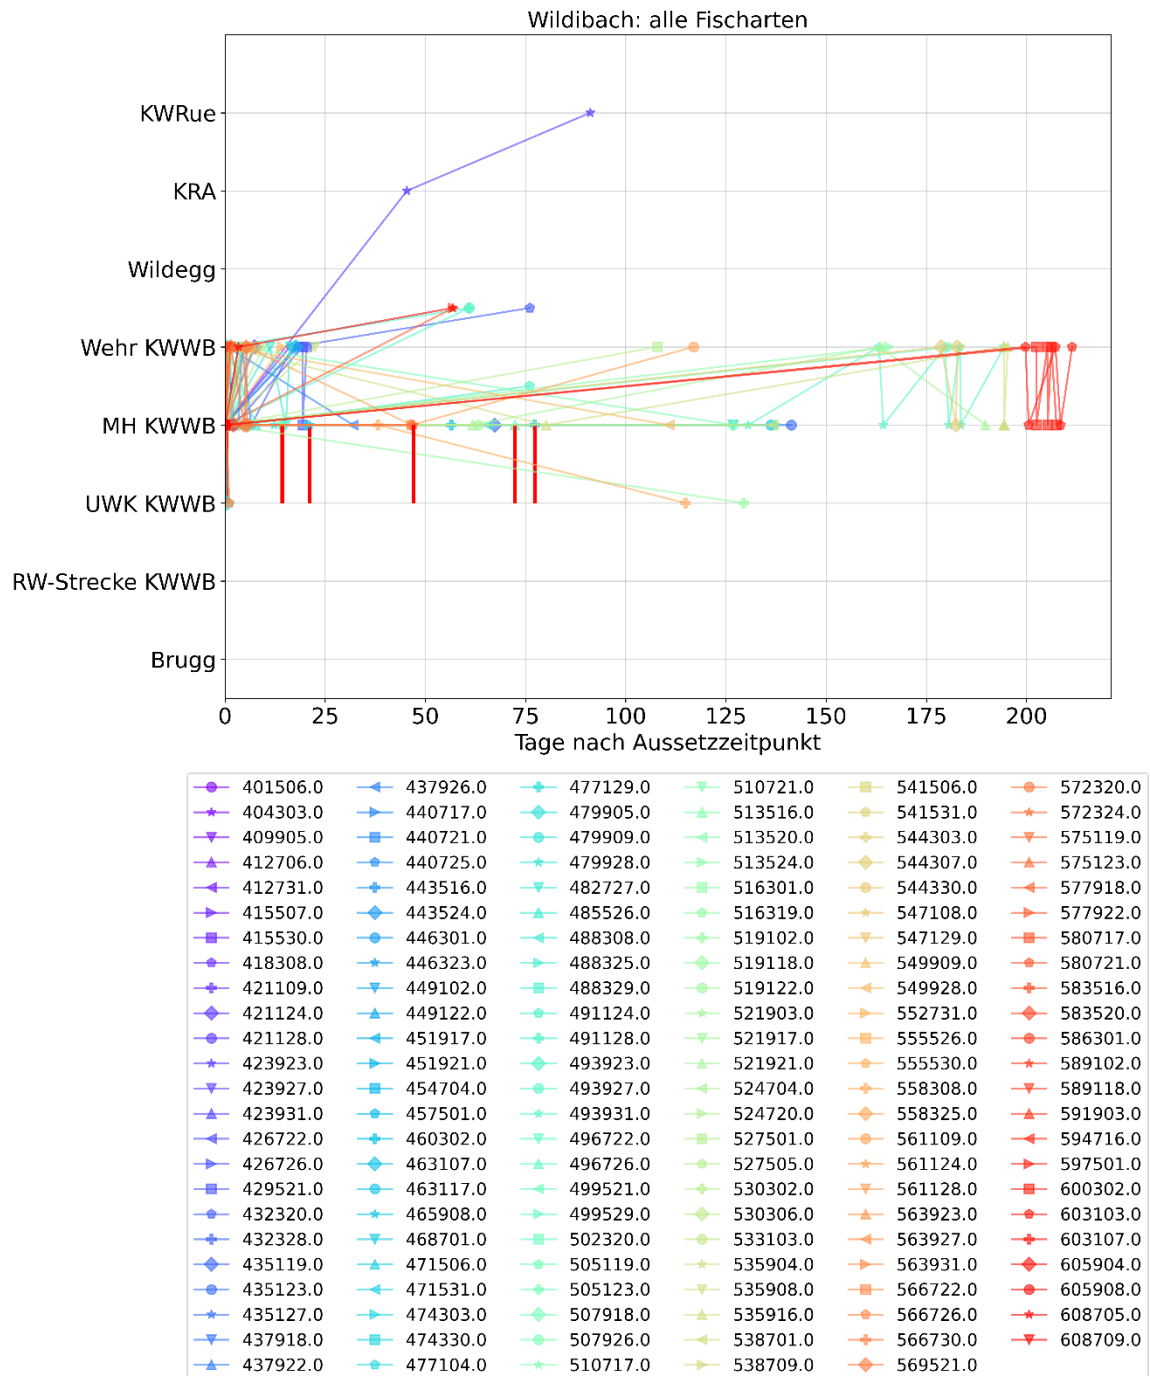 Wildibach: alle Fischarten
KWRue
KRA
Wildegg
Wehr KWWB
MH KWWB
UWK KWWB
RW-Strecke KWWB
Brugg
0 25 50 75 100 125 150 175 200
Tage nach Aussetzzeitpunkt
401506.0 437926.0 477129.0 510721.0 541506.0 572320.0
404303.0 440717.0 479905.0 513516.0 541531.0 572324.0
409905.0 440721.0 479909.0 513520.0 544303.0 575119.0
412706.0 440725.0 479928.0 513524.0 544307.0 575123.0
412731.0 443516.0 482727.0 516301.0 544330.0 577918.0
415507.0 443524.0 485526.0 516319.0 547108.0 577922.0
415530.0 446301.0 488308.0 519102.0 547129.0 580717.0
418308.0 446323.0 488325.0 519118.0 549909.0 580721.0
421109.0 449102.0 488329.0 519122.0 549928.0 583516.0
421124.0 449122.0 491124.0 521903.0 552731.0 583520.0
421128.0 451917.0 491128.0 521917.0 555526.0 586301.0
423923.0 451921.0 493923.0 521921.0 555530.0 589102.0
423927.0 454704.0 493927.0 524704.0 558308.0 589118.0
423931.0 457501.0 493931.0 524720.0 558325.0 591903.0
426722.0 460302.0 496722.0 527501.0 561109.0 594716.0
426726.0 463107.0 496726.0 527505.0 561124.0 597501.0
429521.0 463117.0 499521.0 530302.0 561128.0 600302.0
432320.0 465908.0 499529.0 530306.0 563923.0 603103.0
432328.0 468701.0 502320.0 533103.0 563927.0 603107.0
435119.0 471506.0 505119.0 535904.0 563931.0 605904.0
435123.0 471531.0 505123.0 535908.0 566722.0 605908.0
435127.0 474303.0 507918.0 535916.0 566726.0 608705.0
437918.0 474330.0 507926.0 538701.0 566730.0 608709.0
437922.0 477104.0 510717.0 538709.0 569521.0